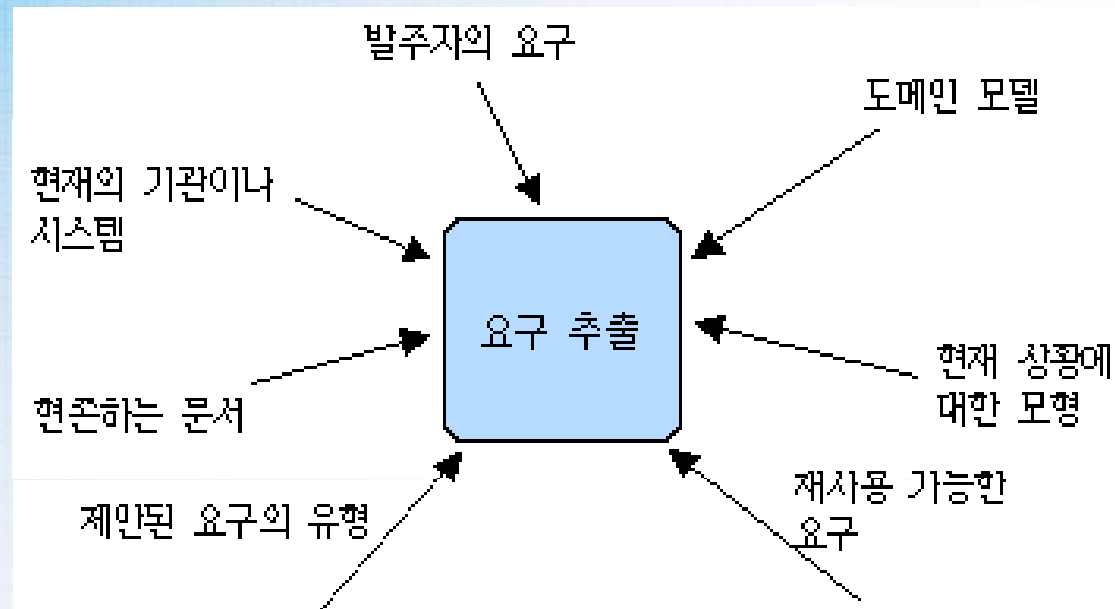 발주자의 요구
도메인 모델
현재의 기관이나
시스템
요구 추출
현재 상황에
대한 모형
현존하는 문서
재사용 가능한
요구
제안된 요구의 유형